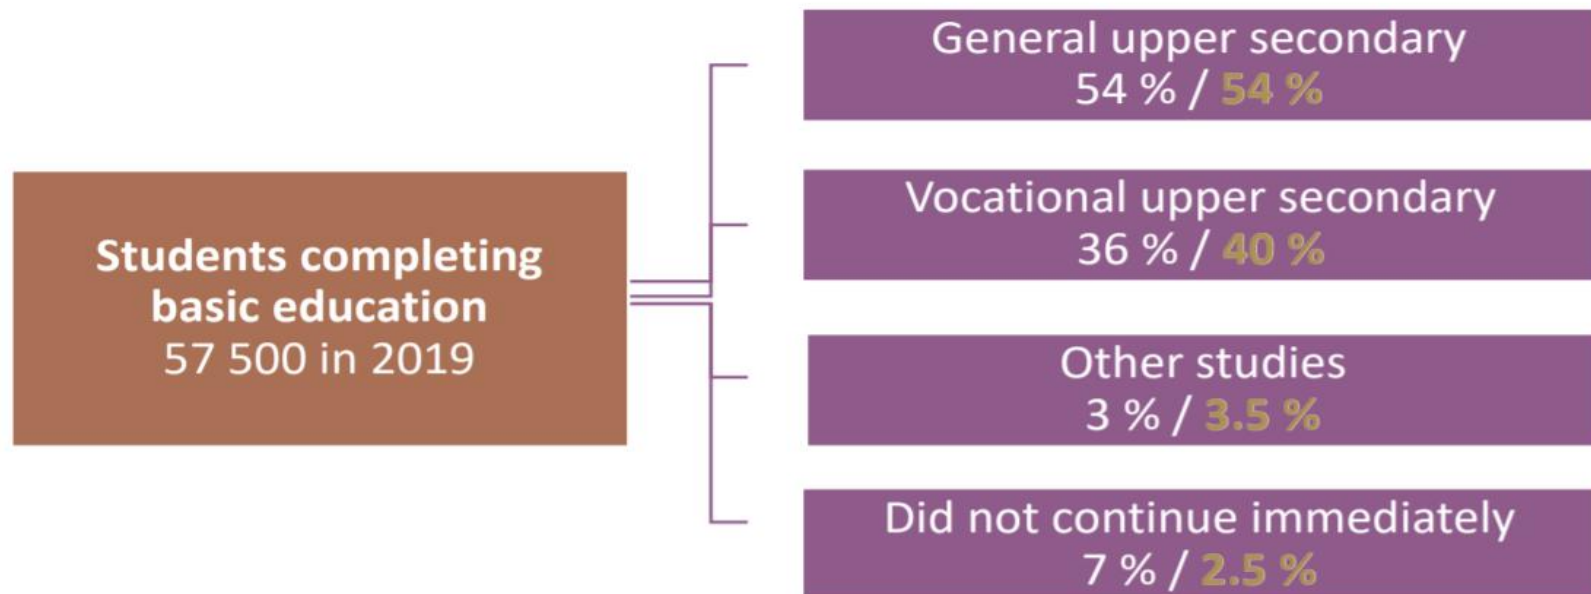 Students completing
basic education
57 500 in 2019
General upper secondary
54 % / 54 %
Vocational upper secondary
36 % / 40 %
Other studies
3 % / 3.5 %
Did not continue immediately
7 % / 2.5 %